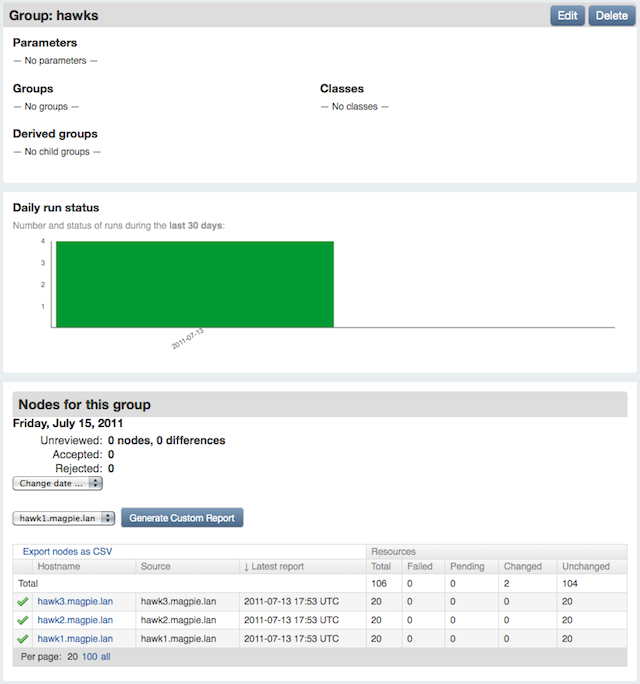 Group: hawks
Edit
Delete
Parameters
— No parameters —
Groups
Classes
— No groups —
— No classes —
Derived groups
— No child groups —
Daily run status
Number and status of runs during the last 30 days:
4
3
2
1
2011-07-13
Nodes for this group
Friday, July 15, 2011
Unreviewed: 0 nodes, 0 differences
Accepted: 0
Rejected: 0
Change date ...
hawk1.magpie.lan
Generate Custom Report
Export nodes as CSV
Resources
Hostname Source ↓ Latest report Total Failed Pending Changed Unchanged
Total 106 0 0 2 104
hawk3.magpie.lan hawk3.magpie.lan 2011-07-13 17:53 UTC 20 0 0 0 20
hawk2.magpie.lan hawk2.magpie.lan 2011-07-13 17:53 UTC 20 0 0 0 20
hawk1.magpie.lan hawk1.magpie.lan 2011-07-13 17:53 UTC 20 0 0 0 20
Per page: 20 100 all